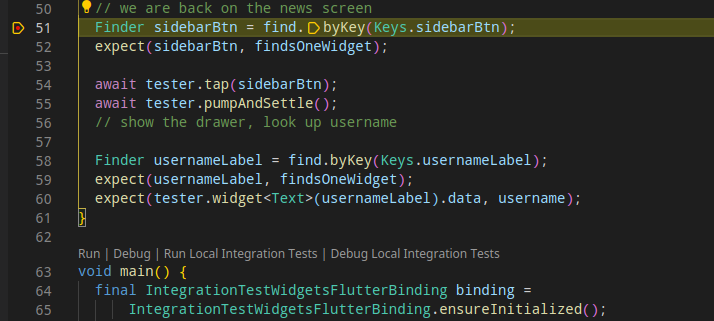 50 // we are back on the news screen
51 Finder sidebarBtn = find.byKey(Keys.sidebarBtn);
52 expect(sidebarBtn, findsOneWidget);
53
54 await tester.tap(sidebarBtn);
55 await tester.pumpAndSettle();
56 // show the drawer, look up username
57
58 Finder usernameLabel = find.byKey(Keys.usernameLabel);
59 expect(usernameLabel, findsOneWidget);
60 expect(tester.widget<Text>(usernameLabel).data, username);
61 }
62
Run | Debug | Run Local Integration Tests | Debug Local Integration Tests
63 void main() {
64 final IntegrationTestWidgetsFlutterBinding binding =
65 IntegrationTestWidgetsFlutterBinding.ensureInitialized();